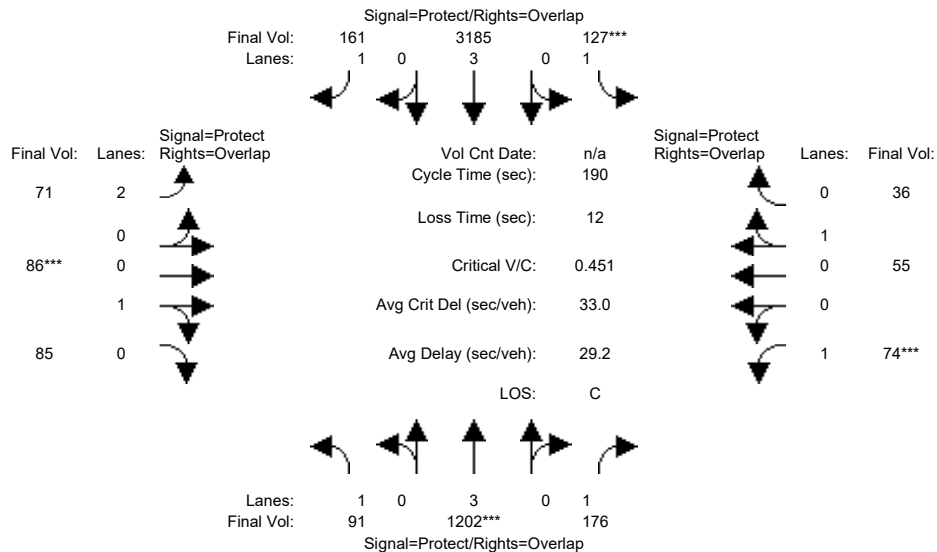 Signal=Protect/Rights=Overlap
Final Vol: 161 3185 127***
Lanes: 1 0 3 0 1
Signal=Protect
Final Vol: Lanes: Rights=Overlap
Vol Cnt Date: n/a
Signal=Protect
Rights=Overlap Lanes: Final Vol:
Cycle Time (sec): 190
71 2
0 36
Loss Time (sec): 12
0
1
86*** 0
Critical V/C: 0.451
0 55
1
Avg Crit Del (sec/veh): 33.0
0
85 0
Avg Delay (sec/veh): 29.2
1 74***
LOS: C
Lanes: 1 0 3 0 1
Final Vol: 91 1202*** 176
Signal=Protect/Rights=Overlap